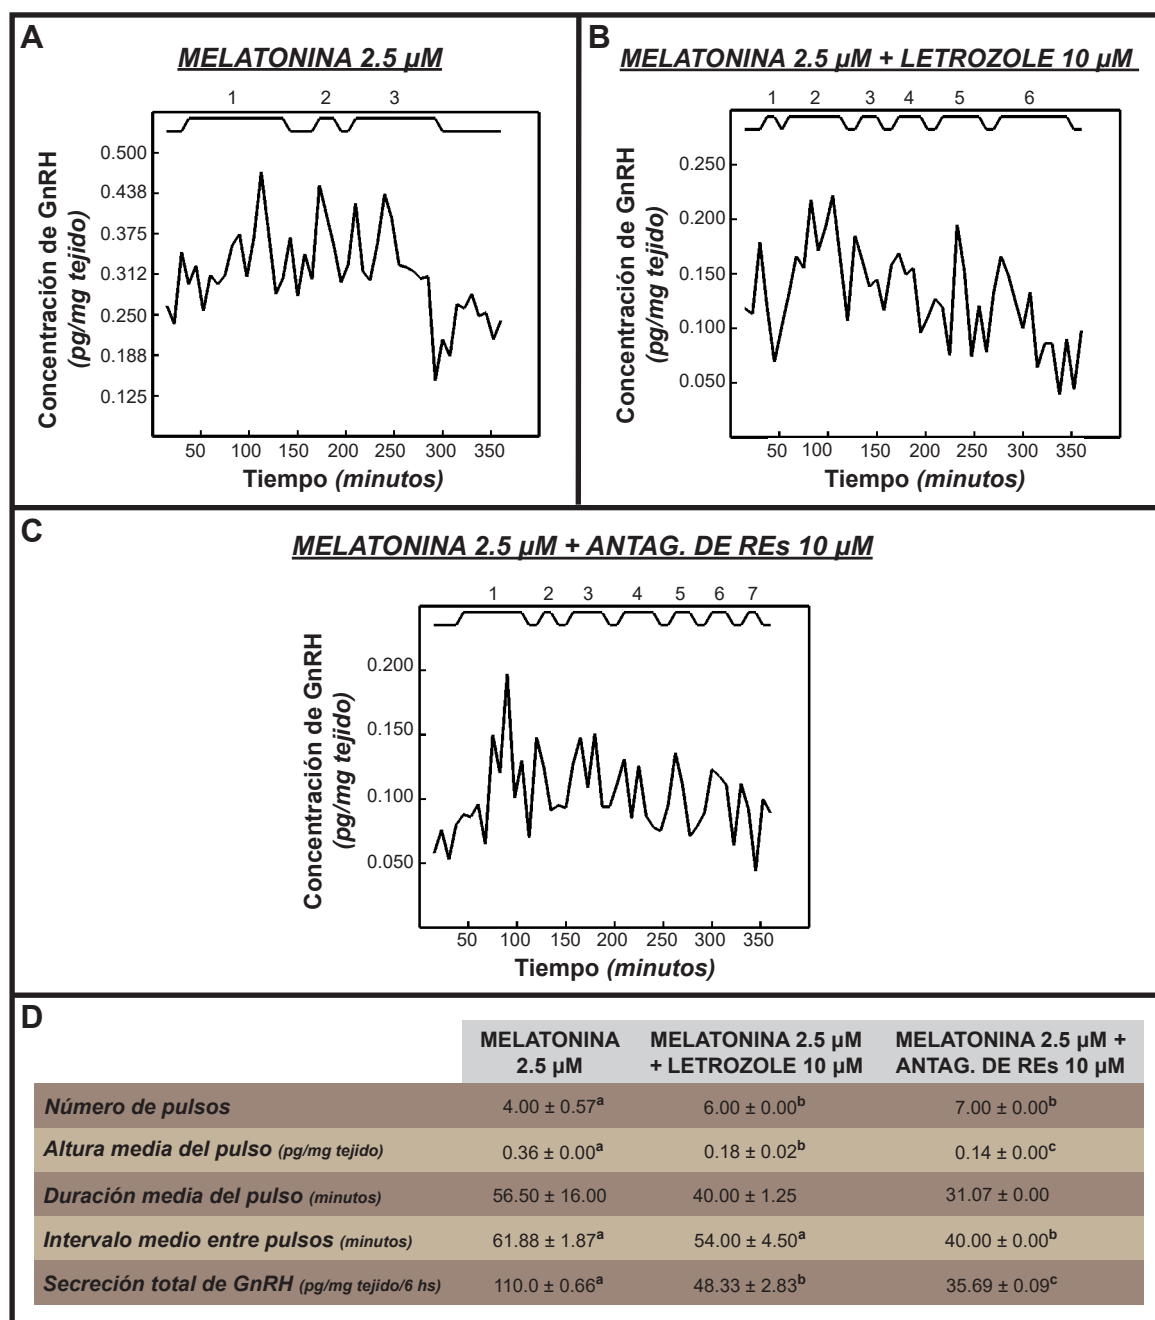 A
MELATONINA 2.5 µM
1 2 3
Concentración de GnRH
(pg/mg tejido)
0.500
0.438
0.375
0.312
0.250
0.188
0.125
50 100 150 200 250 300 350
Tiempo (minutos)
B
MELATONINA 2.5 µM + LETROZOLE 10 µM
1 2 3 4 5 6
Concentración de GnRH
(pg/mg tejido)
0.250
0.200
0.150
0.100
0.050
50 100 150 200 250 300 350
Tiempo (minutos)
C
MELATONINA 2.5 µM + ANTAG. DE REs 10 µM
1 2 3 4 5 6 7
Concentración de GnRH
(pg/mg tejido)
0.200
0.150
0.100
0.050
50 100 150 200 250 300 350
Tiempo (minutos)
D
MELATONINA 2.5 µM
MELATONINA 2.5 µM + LETROZOLE 10 µM
MELATONINA 2.5 µM + ANTAG. DE REs 10 µM
Número de pulsos 4.00 ± 0.57a 6.00 ± 0.00b 7.00 ± 0.00b
Altura media del pulso (pg/mg tejido) 0.36 ± 0.00a 0.18 ± 0.02b 0.14 ± 0.00c
Duración media del pulso (minutos) 56.50 ± 16.00 40.00 ± 1.25 31.07 ± 0.00
Intervalo medio entre pulsos (minutos) 61.88 ± 1.87a 54.00 ± 4.50a 40.00 ± 0.00b
Secreción total de GnRH (pg/mg tejido/6 hs) 110.0 ± 0.66a 48.33 ± 2.83b 35.69 ± 0.09c